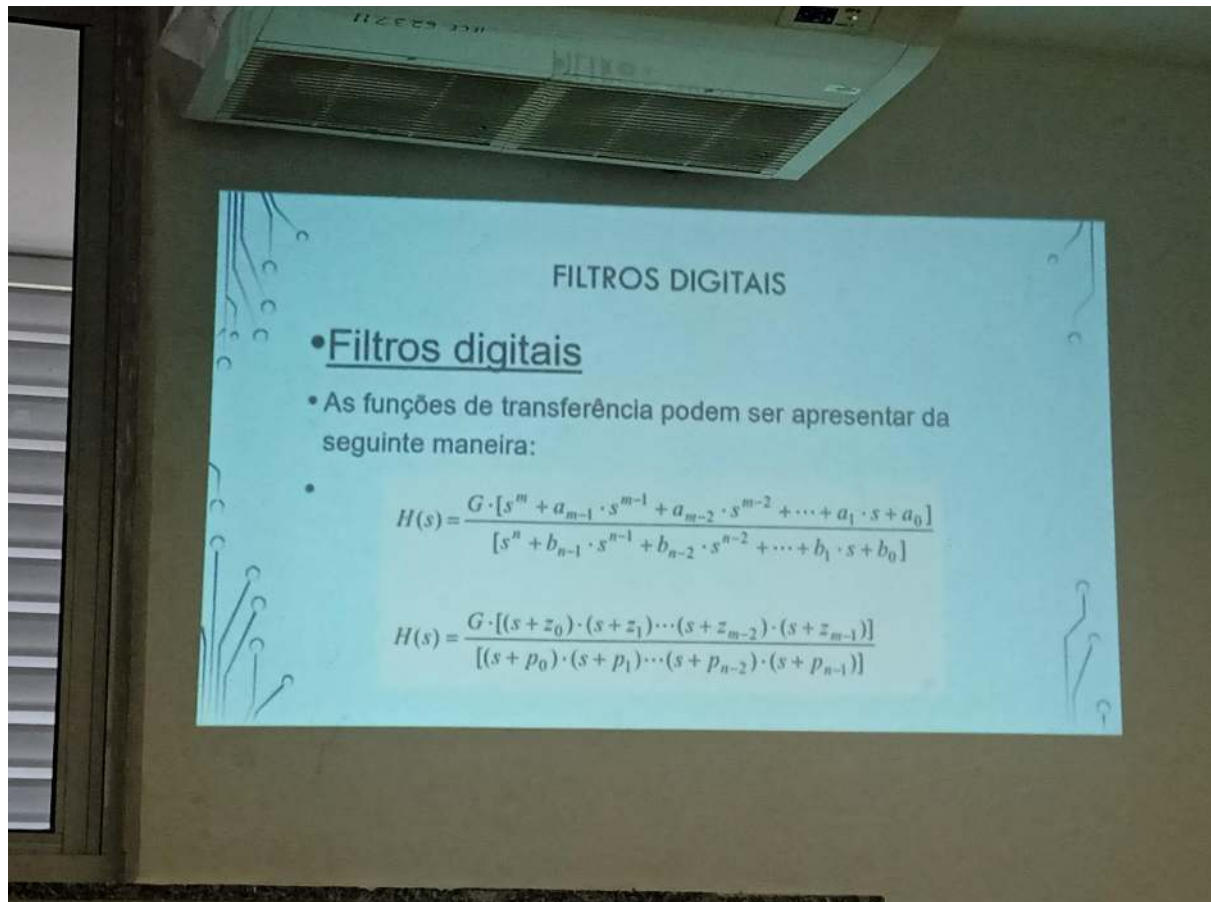 FILTROS DIGITAIS
•Filtros digitais
• As funções de transferência podem ser apresentar da
seguinte maneira:
•
H(s) = G·[s^m + a_{m-1}·s^{m-1} + a_{m-2}·s^{m-2} + ··· + a_1·s + a_0] / [s^n + b_{n-1}·s^{n-1} + b_{n-2}·s^{n-2} + ··· + b_1·s + b_0]
H(s) = G·[(s + z_0)·(s + z_1)···(s + z_{m-2})·(s + z_{m-1})] / [(s + p_0)·(s + p_1)···(s + p_{n-2})·(s + p_{n-1})]